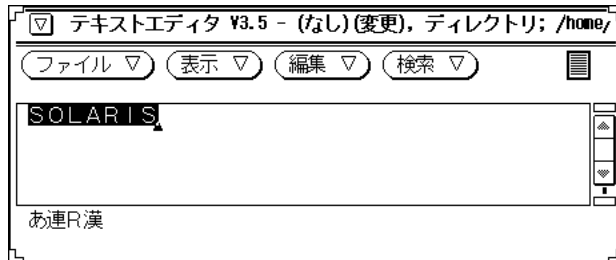 テキストエディタ V3.5 - (なし)(変更), ディレクトリ; /home/
ファイル 表示 編集 検索
ＳＯＬＡＲＩＳ
あ連R漢